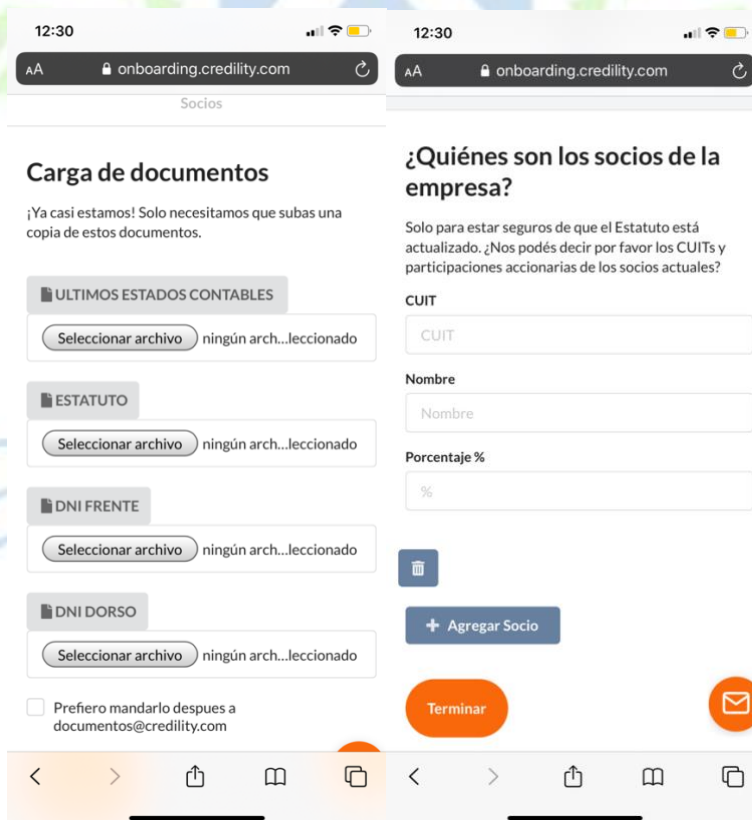 12:30
AA onboarding.credility.com
Socios
Carga de documentos
¡Ya casi estamos! Solo necesitamos que subas una
copia de estos documentos.
ULTIMOS ESTADOS CONTABLES
Seleccionar archivo ningún arch...leccionado
ESTATUTO
Seleccionar archivo ningún arch...leccionado
DNI FRENTE
Seleccionar archivo ningún arch...leccionado
DNI DORSO
Seleccionar archivo ningún arch...leccionado
Prefiero mandarlo despues a
documentos@credility.com
12:30
AA onboarding.credility.com
¿Quiénes son los socios de la
empresa?
Solo para estar seguros de que el Estatuto está
actualizado. ¿Nos podés decir por favor los CUITs y
participaciones accionarias de los socios actuales?
CUIT
CUIT
Nombre
Nombre
Porcentaje %
%
+ Agregar Socio
Terminar